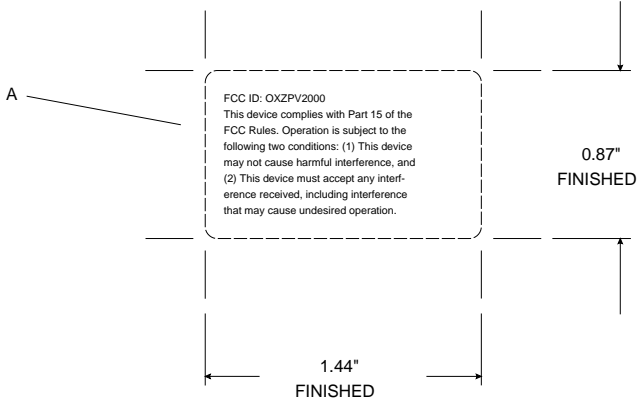 A
FCC ID: OXZPV2000
This device complies with Part 15 of the
FCC Rules. Operation is subject to the
following two conditions: (1) This device
may not cause harmful interference, and
(2) This device must accept any interf-
erence received, including interference
that may cause undesired operation.
0.87"
FINISHED
1.44"
FINISHED